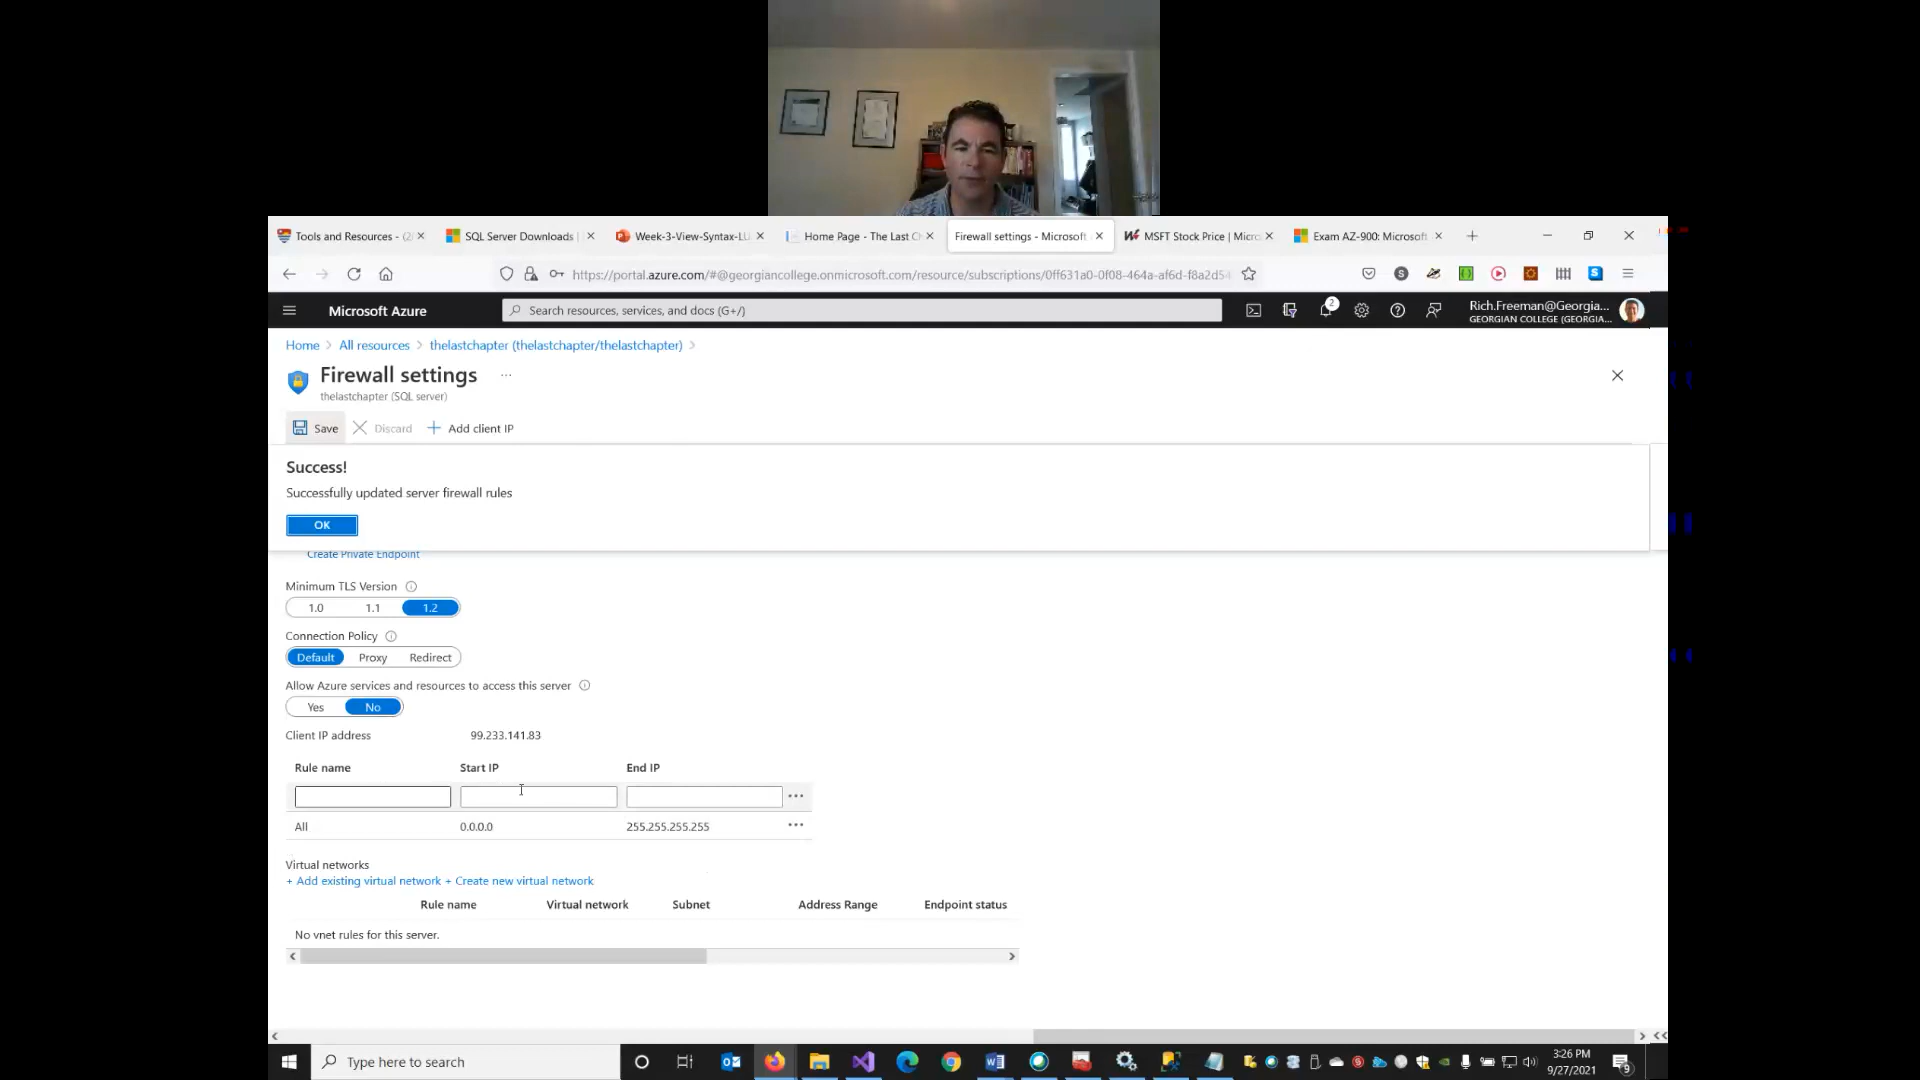 Tools and Resources - (2
SQL Server Downloads |
Week-3-View-Syntax-LU
Home Page - The Last C
Firewall settings - Microsoft
MSFT Stock Price | Micro
Exam AZ-900: Microsoft
https://portal.azure.com/#@georgiancollege.onmicrosoft.com/resource/subscriptions/0ff631a0-0f08-464a-af6d-f8a2d54
Microsoft Azure
Search resources, services, and docs (G+/)
2
Rich.Freeman@Georgia...
GEORGIAN COLLEGE (GEORGIA...
Home > All resources > thelastchapter (thelastchapter/thelastchapter) >
Firewall settings ...
thelastchapter (SQL server)
Save
Discard
+ Add client IP
Success!
Successfully updated server firewall rules
OK
Create Private Endpoint
Minimum TLS Version
1.0 1.1 1.2
Connection Policy
Default Proxy Redirect
Allow Azure services and resources to access this server
Yes No
Client IP address 99.233.141.83
Rule name Start IP End IP
All 0.0.0.0 255.255.255.255
Virtual networks
+ Add existing virtual network + Create new virtual network
Rule name Virtual network Subnet Address Range Endpoint status
No vnet rules for this server.
Type here to search
3:26 PM
9/27/2021
9